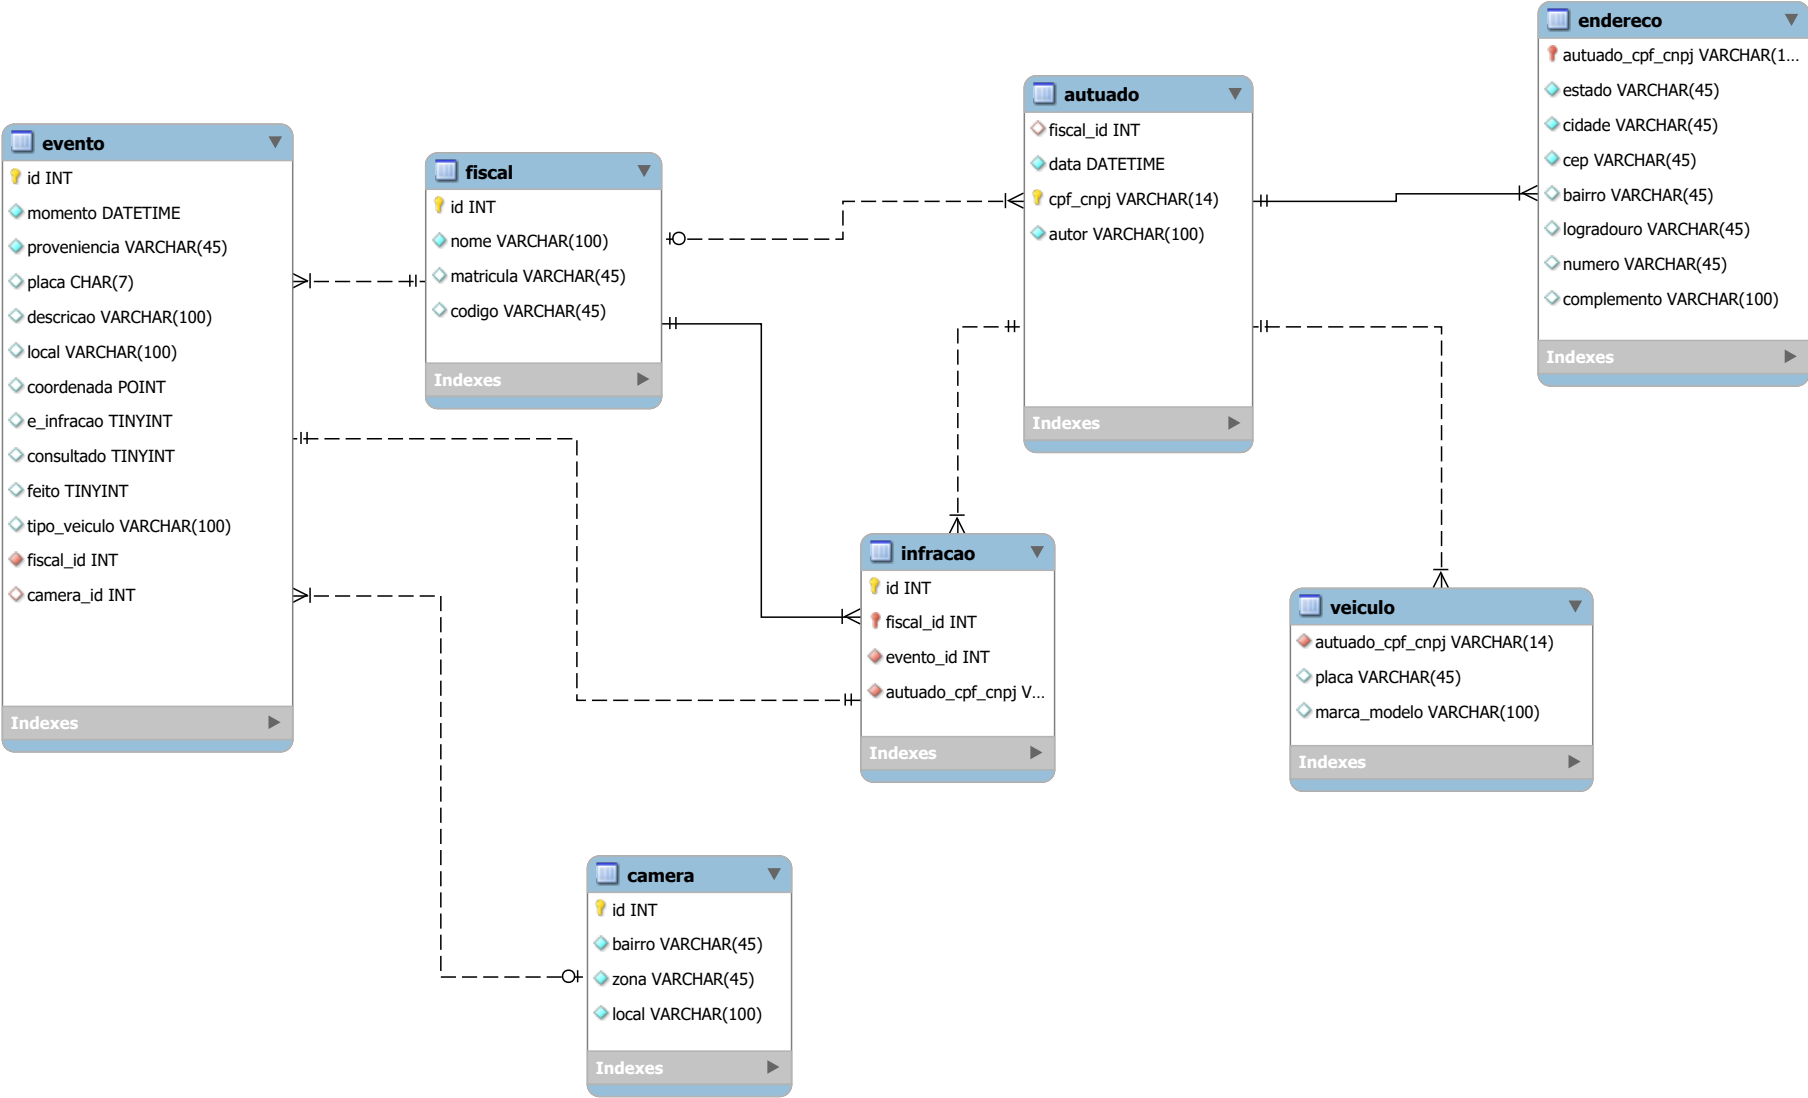 evento
id INT
momento DATETIME
proveniencia VARCHAR(45)
placa CHAR(7)
descricao VARCHAR(100)
local VARCHAR(100)
coordenada POINT
e_infracao TINYINT
consultado TINYINT
feito TINYINT
tipo_veiculo VARCHAR(100)
fiscal_id INT
camera_id INT
Indexes
fiscal
id INT
nome VARCHAR(100)
matricula VARCHAR(45)
codigo VARCHAR(45)
Indexes
autuado
fiscal_id INT
data DATETIME
cpf_cnpj VARCHAR(14)
autor VARCHAR(100)
Indexes
endereco
autuado_cpf_cnpj VARCHAR(1...
estado VARCHAR(45)
cidade VARCHAR(45)
cep VARCHAR(45)
bairro VARCHAR(45)
logradouro VARCHAR(45)
numero VARCHAR(45)
complemento VARCHAR(100)
Indexes
infracao
id INT
fiscal_id INT
evento_id INT
autuado_cpf_cnpj V...
Indexes
veiculo
autuado_cpf_cnpj VARCHAR(14)
placa VARCHAR(45)
marca_modelo VARCHAR(100)
Indexes
camera
id INT
bairro VARCHAR(45)
zona VARCHAR(45)
local VARCHAR(100)
Indexes